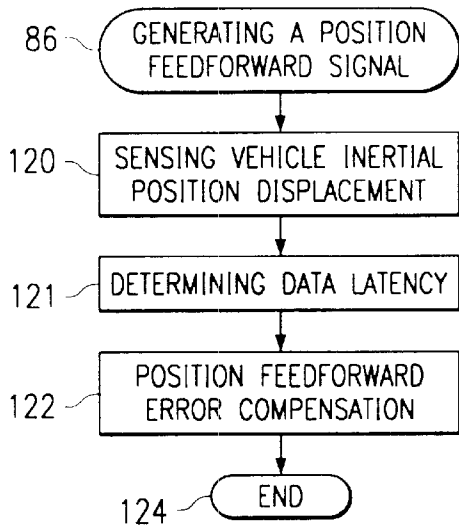 86
GENERATING A POSITION
FEEDFORWARD SIGNAL
120
SENSING VEHICLE INERTIAL
POSITION DISPLACEMENT
121
DETERMINING DATA LATENCY
122
POSITION FEEDFORWARD
ERROR COMPENSATION
124
END